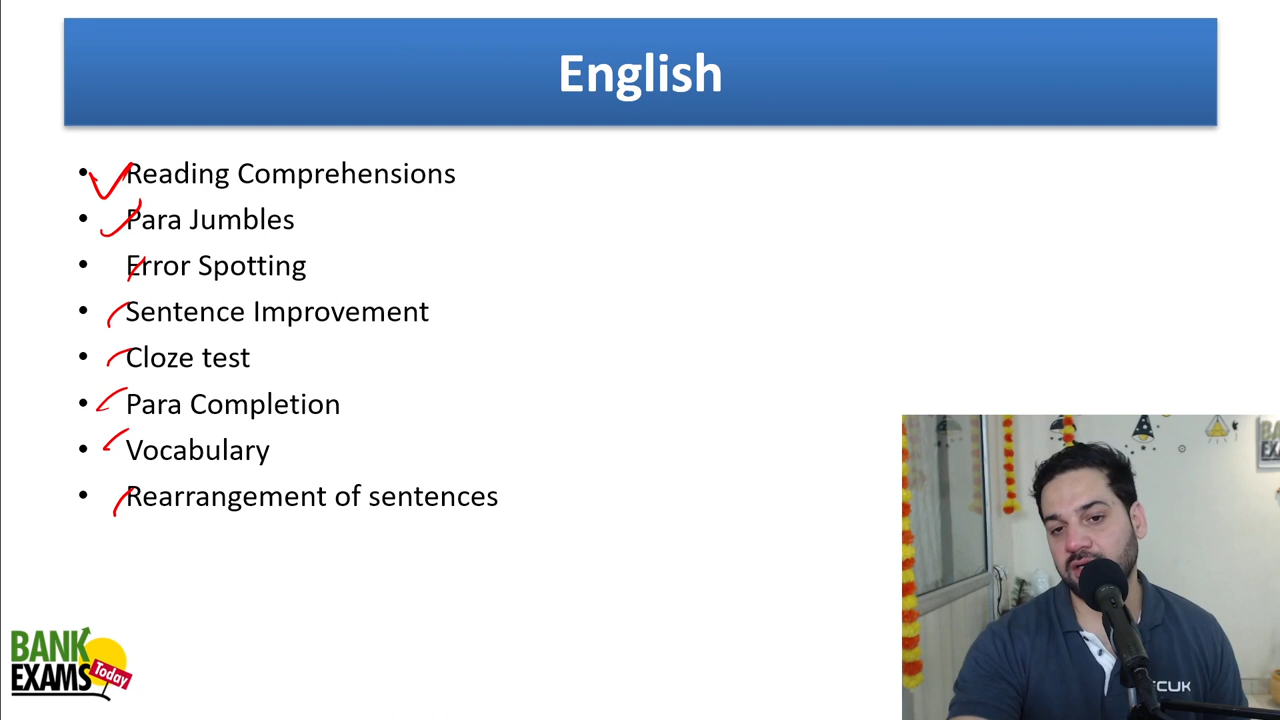 English
• Reading Comprehensions
• Para Jumbles
• Error Spotting
• Sentence Improvement
• Cloze test
• Para Completion
• Vocabulary
• Rearrangement of sentences
BANK
EXAMS
Today
FCUK